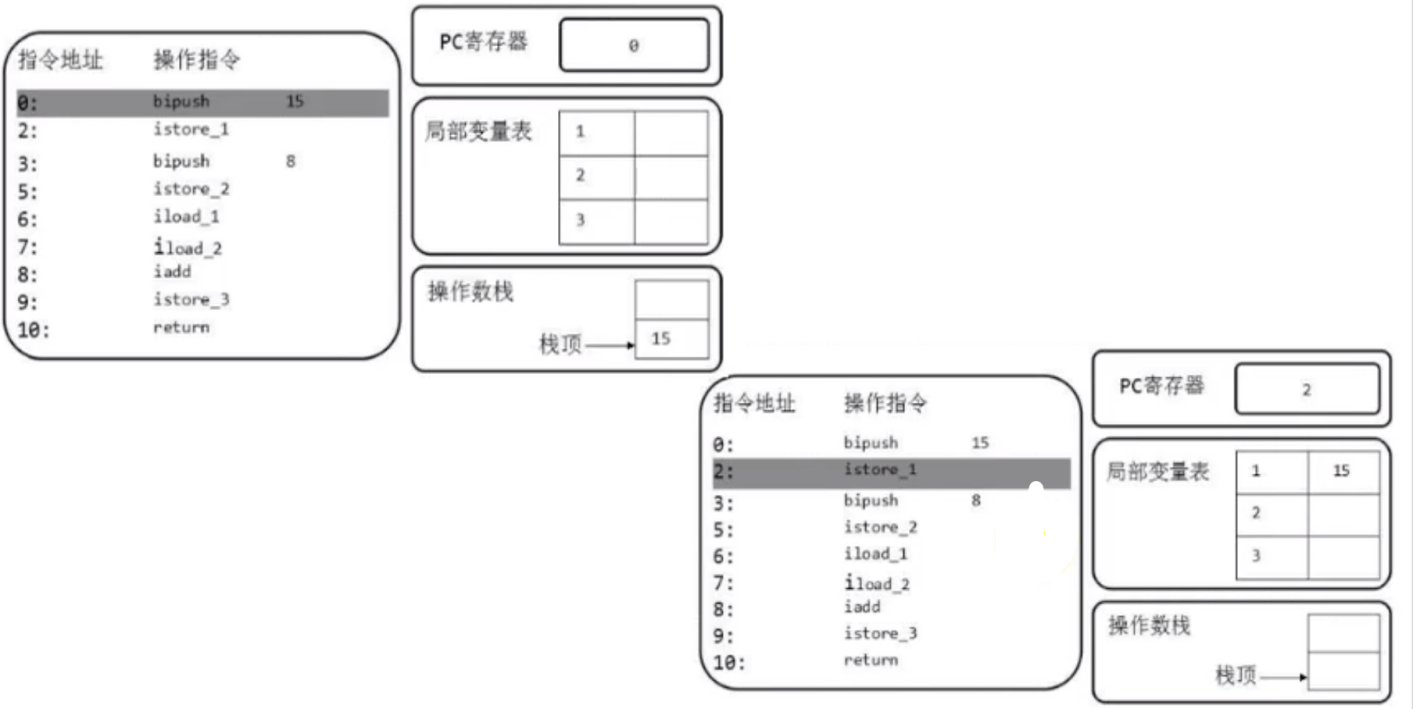 指令地址 操作指令
0: bipush 15
2: istore_1
3: bipush 8
5: istore_2
6: iload_1
7: iload_2
8: iadd
9: istore_3
10: return
PC寄存器 0
局部变量表 1
2
3
操作数栈
栈顶 15
指令地址 操作指令
0: bipush 15
2: istore_1
3: bipush 8
5: istore_2
6: iload_1
7: iload_2
8: iadd
9: istore_3
10: return
PC寄存器 2
局部变量表 1 15
2
3
操作数栈
栈顶